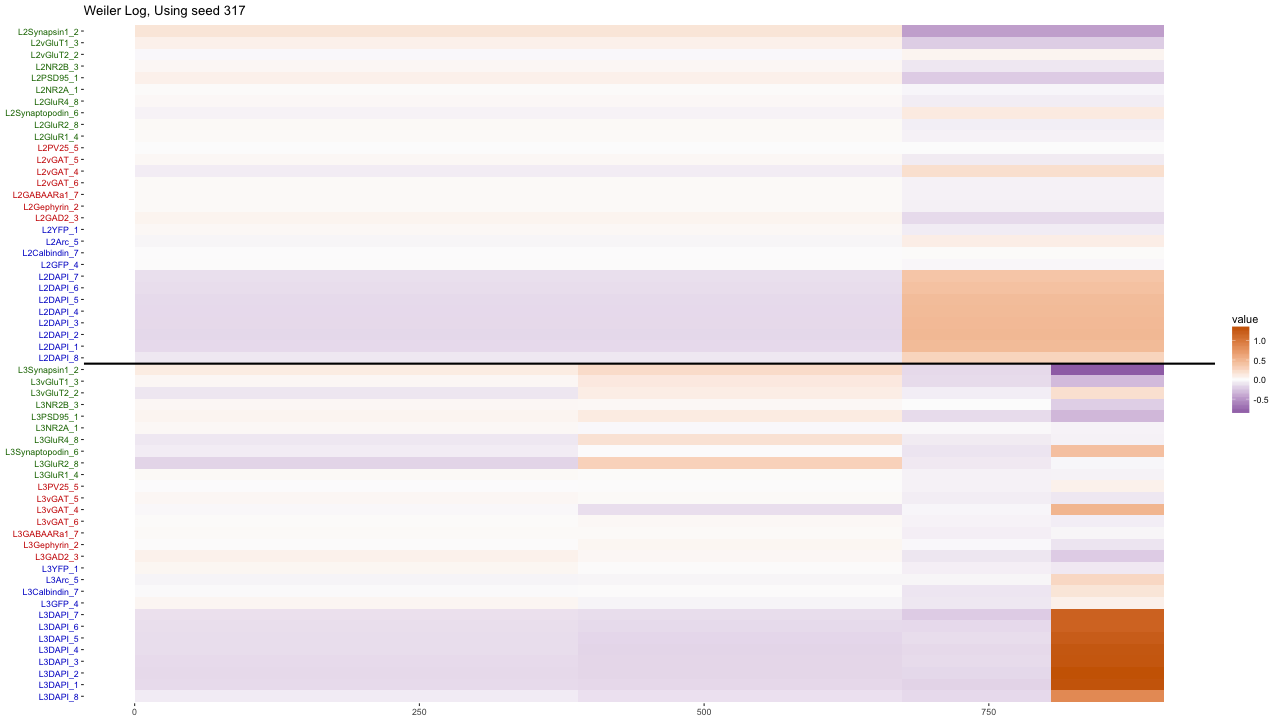 Weiler Log, Using seed 317
L2Synapsin1_2
L2vGluT1_3
L2vGluT2_2
L2NR2B_3
L2PSD95_1
L2NR2A_1
L2GluR4_8
L2Synaptopodin_6
L2GluR2_8
L2GluR1_4
L2PV25_5
L2vGAT_5
L2vGAT_4
L2vGAT_6
L2GABAARa1_7
L2Gephyrin_2
L2GAD2_3
L2YFP_1
L2Arc_5
L2Calbindin_7
L2GFP_4
L2DAPI_7
L2DAPI_6
L2DAPI_5
L2DAPI_4
L2DAPI_3
L2DAPI_2
L2DAPI_1
L2DAPI_8
L3Synapsin1_2
L3vGluT1_3
L3vGluT2_2
L3NR2B_3
L3PSD95_1
L3NR2A_1
L3GluR4_8
L3Synaptopodin_6
L3GluR2_8
L3GluR1_4
L3PV25_5
L3vGAT_5
L3vGAT_4
L3vGAT_6
L3GABAARa1_7
L3Gephyrin_2
L3GAD2_3
L3YFP_1
L3Arc_5
L3Calbindin_7
L3GFP_4
L3DAPI_7
L3DAPI_6
L3DAPI_5
L3DAPI_4
L3DAPI_3
L3DAPI_2
L3DAPI_1
L3DAPI_8
0 250 500 750
value
1.0
0.5
0.0
-0.5